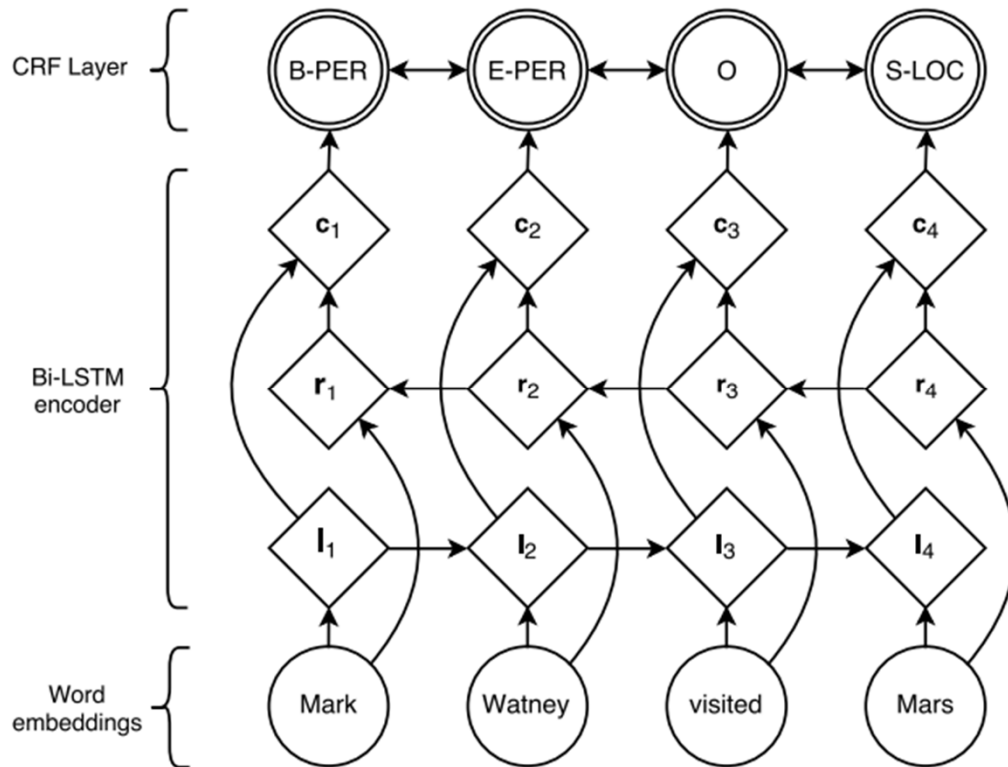 CRF Layer
B-PER
E-PER
O
S-LOC
c1
c2
c3
c4
Bi-LSTM
encoder
r1
r2
r3
r4
l1
l2
l3
l4
Word
embeddings
Mark
Watney
visited
Mars